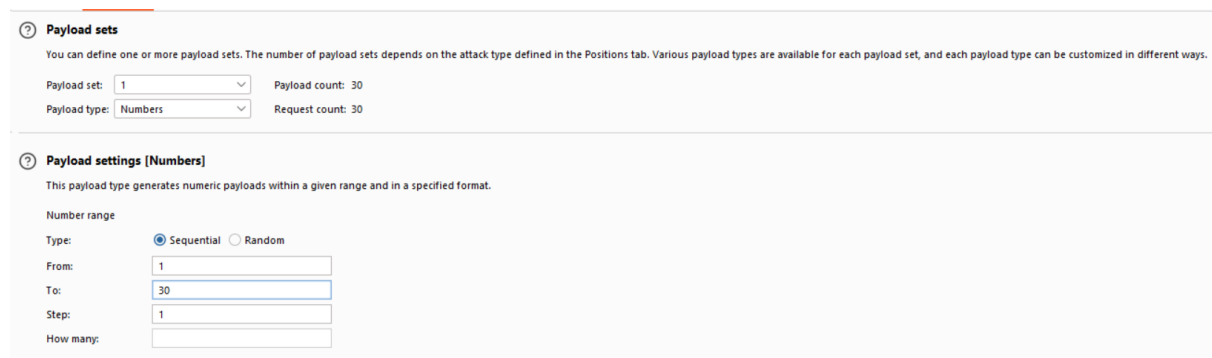 Payload sets
You can define one or more payload sets. The number of payload sets depends on the attack type defined in the Positions tab. Various payload types are available for each payload set, and each payload type can be customized in different ways.
Payload set: 1 Payload count: 30
Payload type: Numbers Request count: 30
Payload settings [Numbers]
This payload type generates numeric payloads within a given range and in a specified format.
Number range
Type: Sequential Random
From: 1
To: 30
Step: 1
How many: